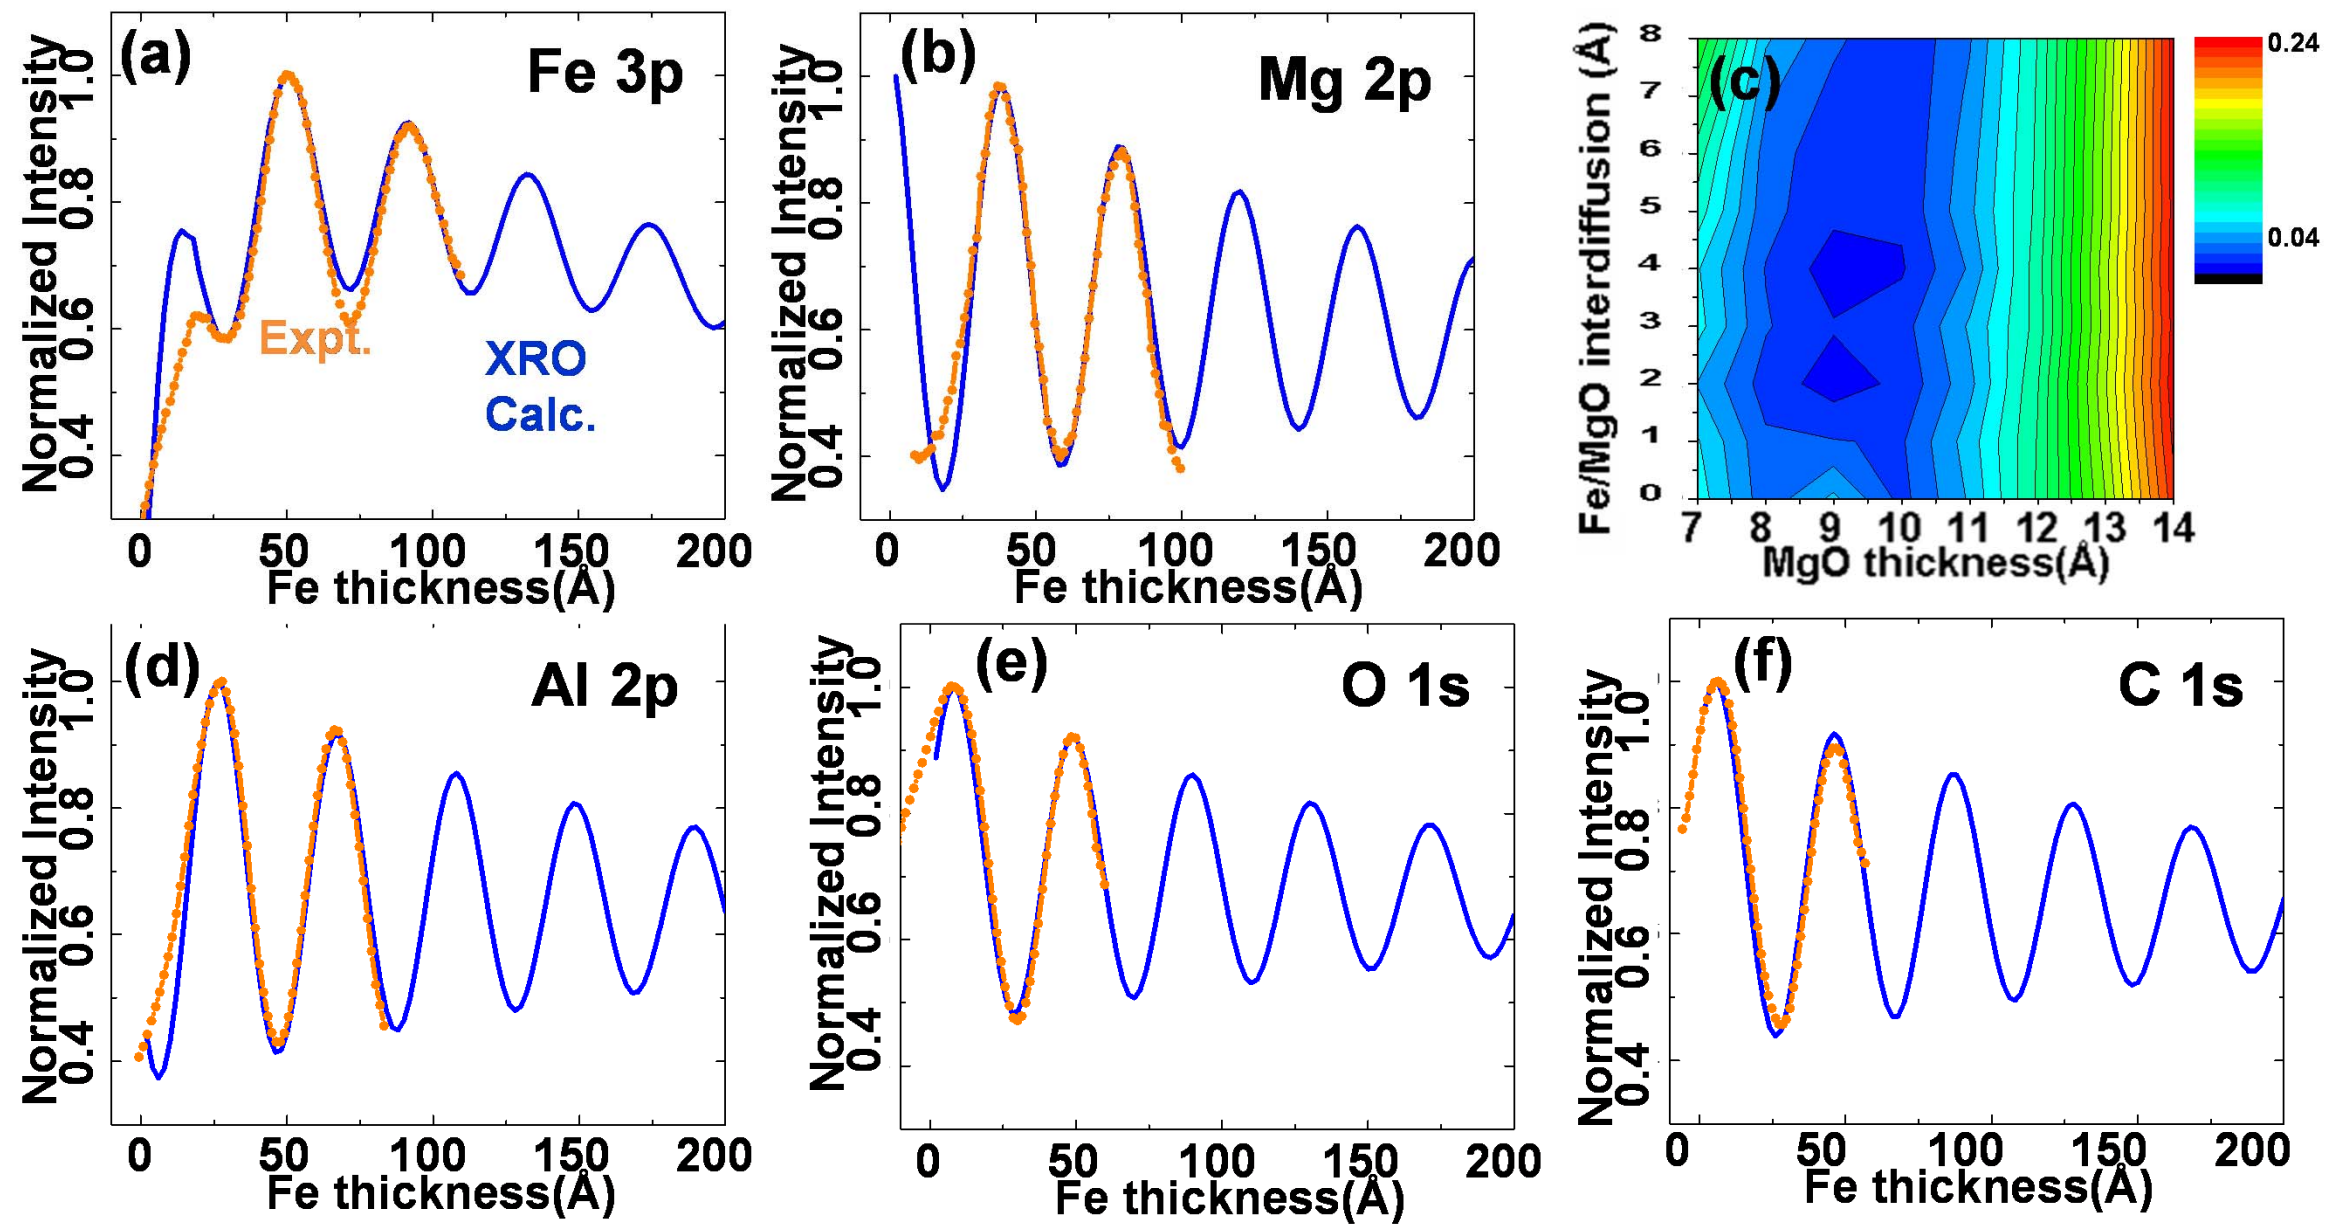 (a)
Fe 3p
Normalized Intensity
1.0
0.8
0.6
0.4
Expt.
XRO
Calc.
0 50 100 150 200
Fe thickness(Å)
(b)
Mg 2p
Normalized Intensity
1.0
0.8
0.6
0.4
0 50 100 150 200
Fe thickness(Å)
(c)
Fe/MgO interdiffusion (Å)
8
7
6
5
4
3
2
1
0
7 8 9 10 11 12 13 14
MgO thickness(Å)
0.24
0.04
(d)
Al 2p
Normalized Intensity
1.0
0.8
0.6
0.4
0 50 100 150 200
Fe thickness(Å)
(e)
O 1s
Normalized Intensity
1.0
0.8
0.6
0.4
0 50 100 150 200
Fe thickness(Å)
(f)
C 1s
Normalized Intensity
1.0
0.8
0.6
0.4
0 50 100 150 200
Fe thickness(Å)